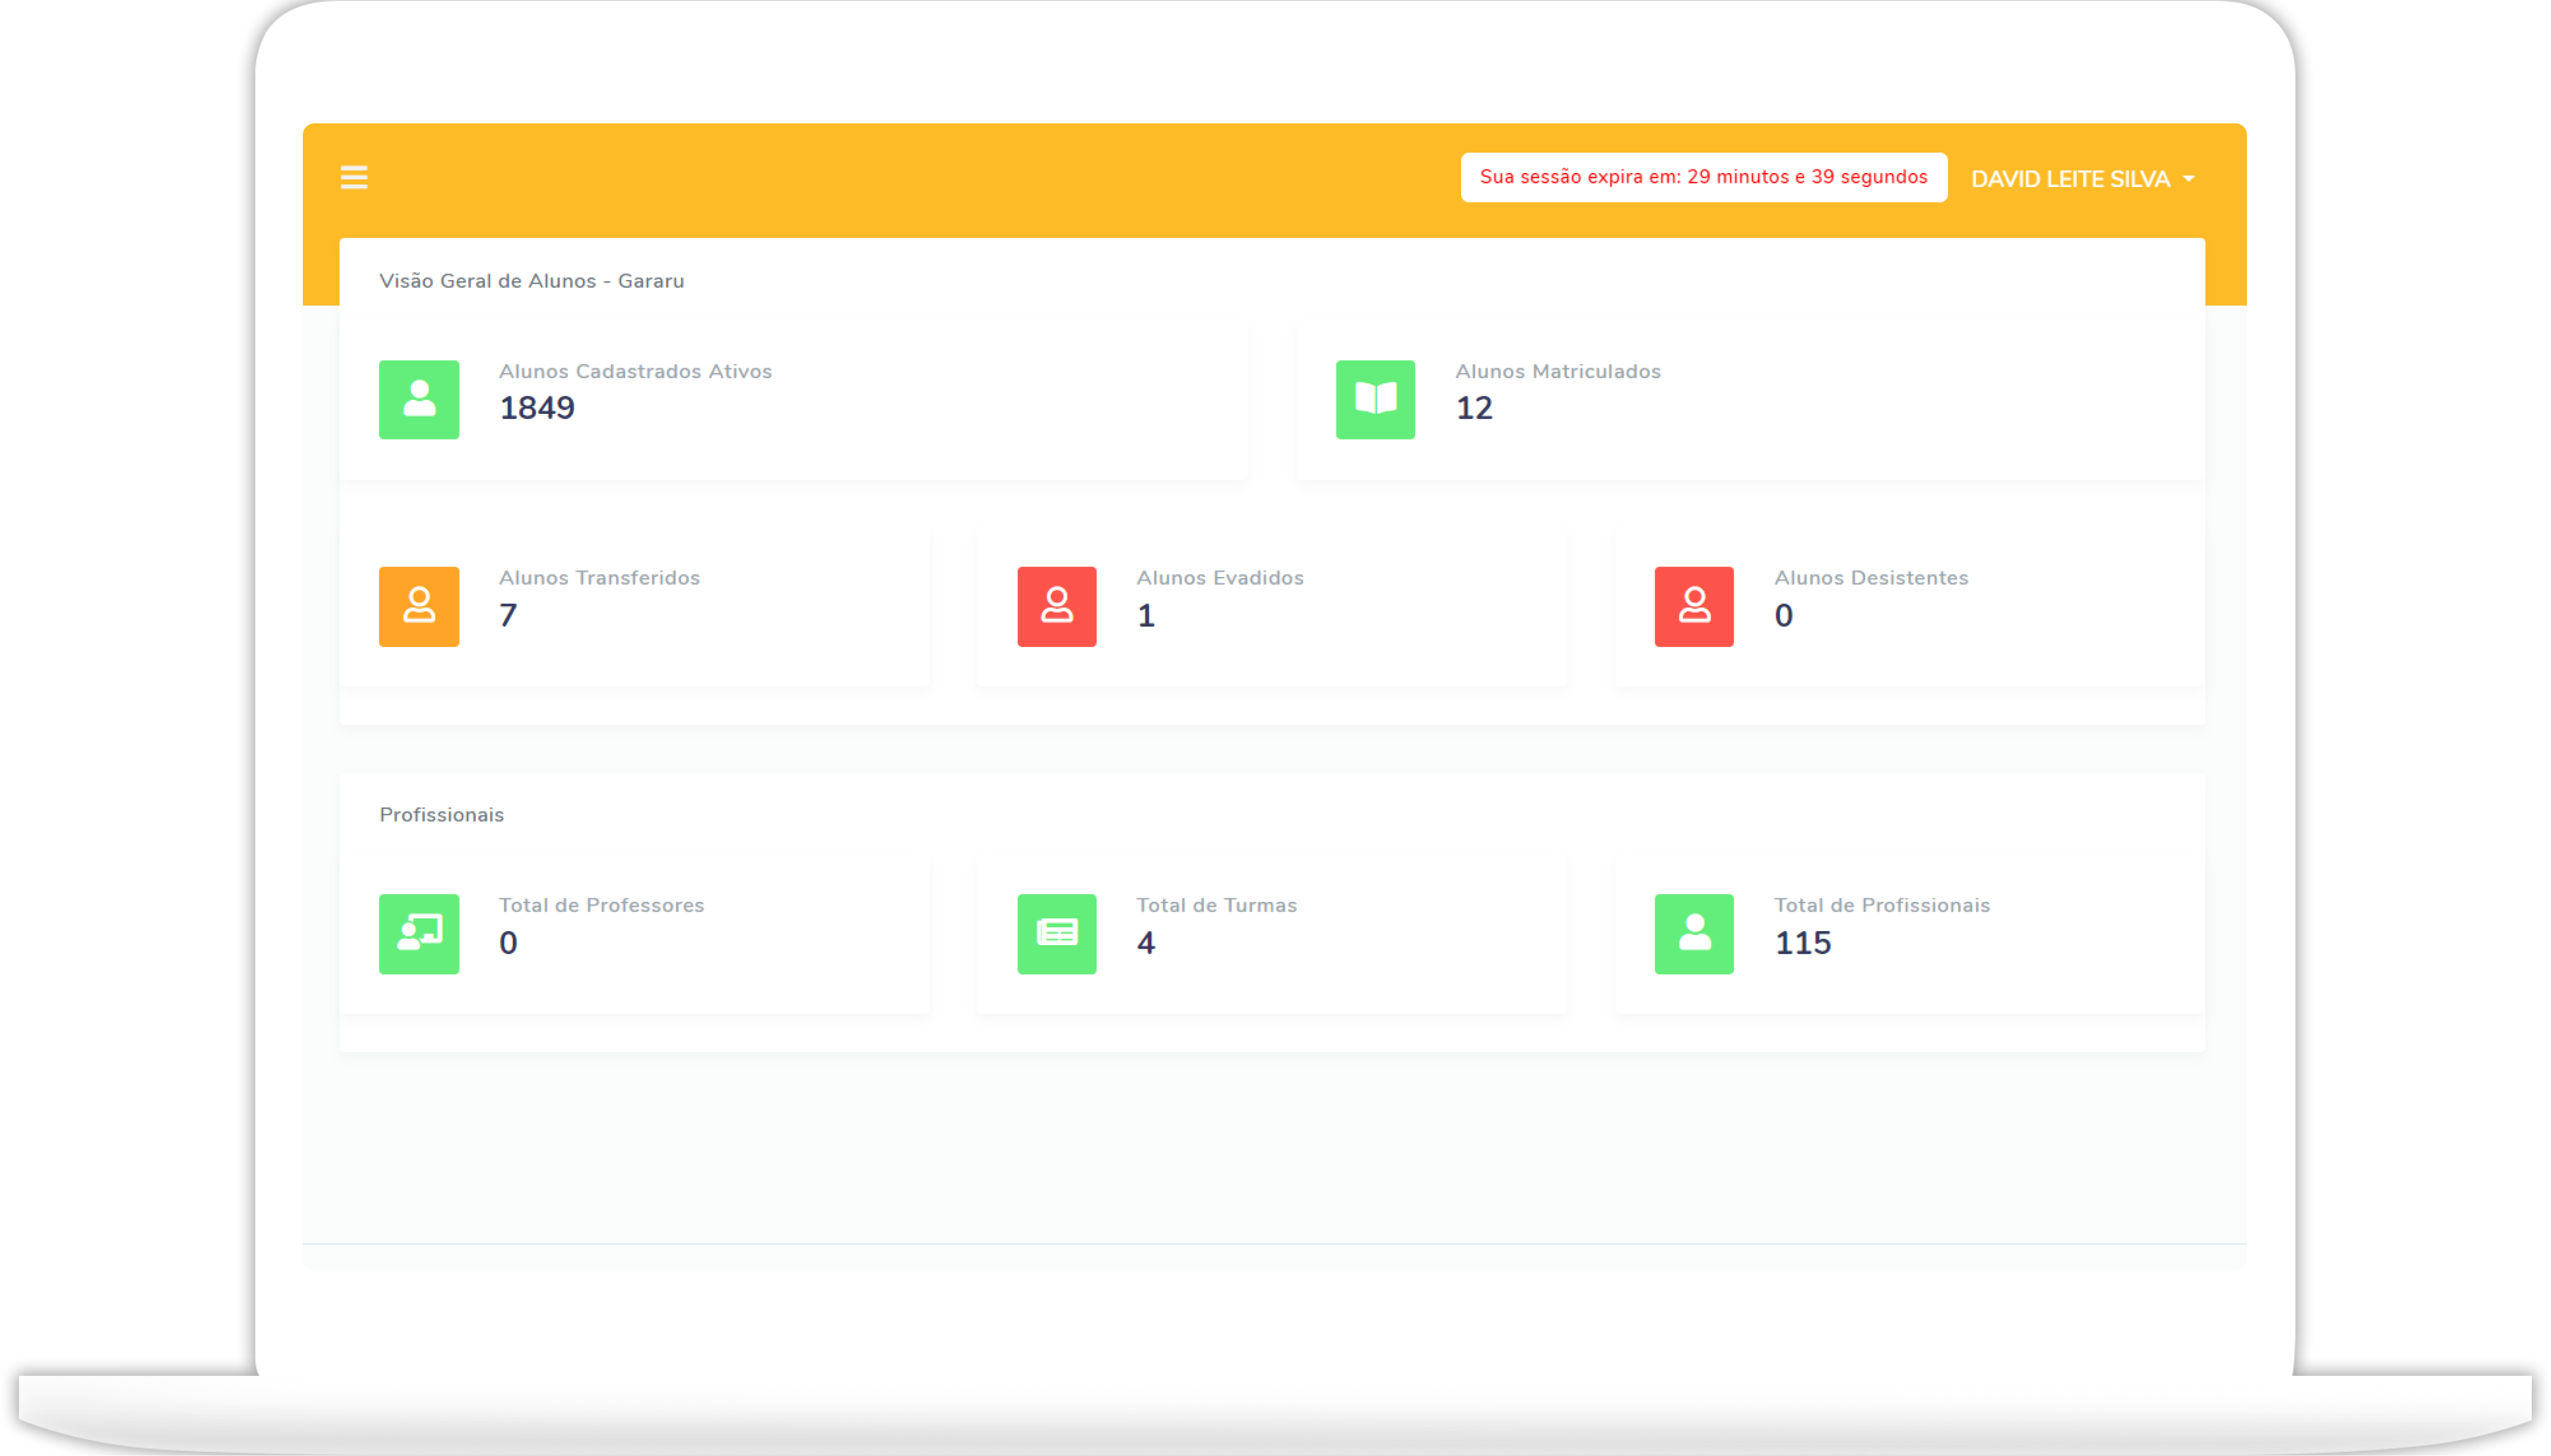 Sua sessão expira em: 29 minutos e 39 segundos
DAVID LEITE SILVA
Visão Geral de Alunos - Gararu
Alunos Cadastrados Ativos
1849
Alunos Matriculados
12
Alunos Transferidos
7
Alunos Evadidos
1
Alunos Desistentes
0
Profissionais
Total de Professores
0
Total de Turmas
4
Total de Profissionais
115